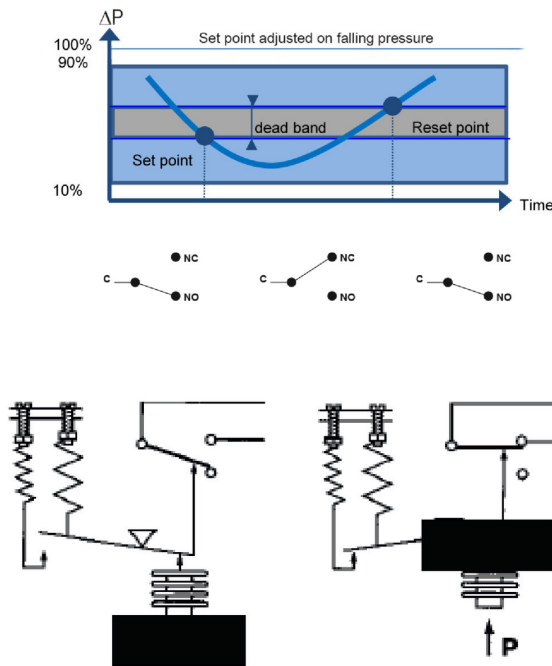 ΔP
100%
Set point adjusted on falling pressure
90%
dead band
Reset point
Set point
10%
Time
NC
NC
NC
C
C
C
NO
NO
NO
P